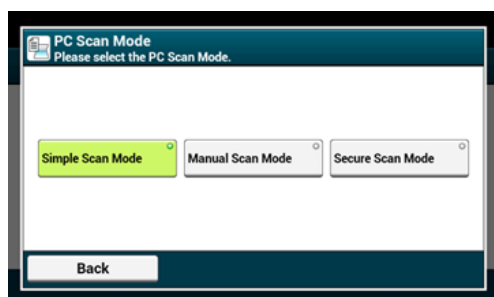 PC Scan Mode
Please select the PC Scan Mode.
Simple Scan Mode
Manual Scan Mode
Secure Scan Mode
Back